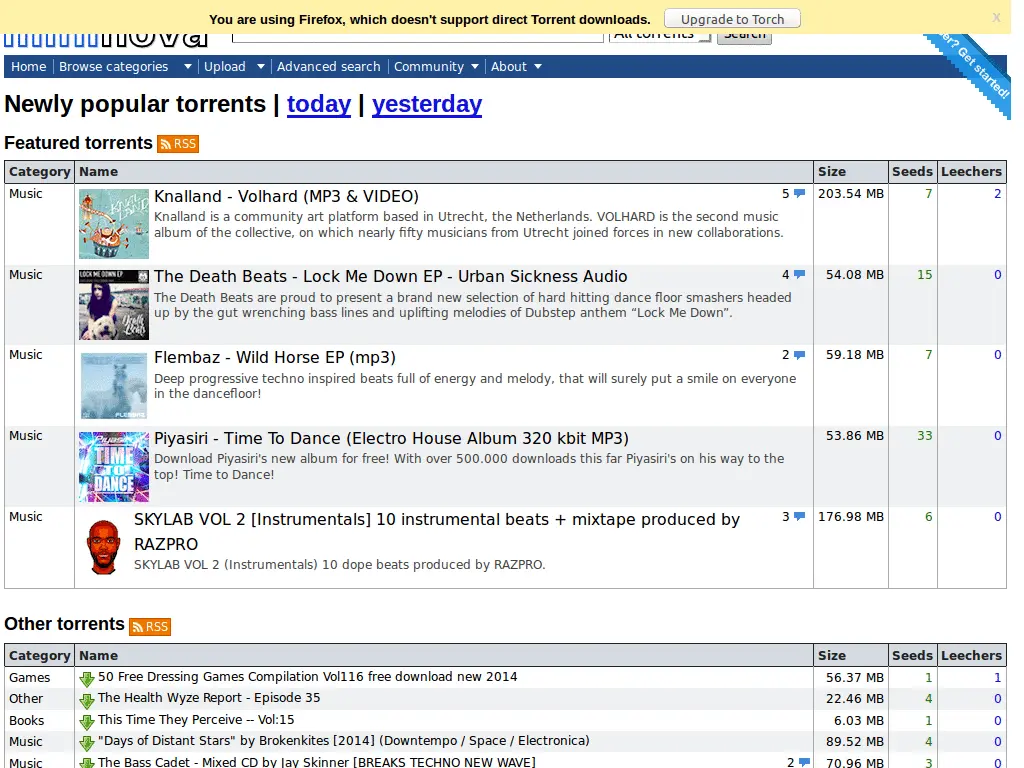 You are using Firefox, which doesn't support direct Torrent downloads. Upgrade to Torch X
All torrents Search
Get started!
Home Browse categories Upload Advanced search Community About
Newly popular torrents | today | yesterday
Featured torrents RSS
Category Name Size Seeds Leechers
Music Knalland - Volhard (MP3 & VIDEO) 5 203.54 MB 7 2
Knalland is a community art platform based in Utrecht, the Netherlands. VOLHARD is the second music
album of the collective, on which nearly fifty musicians from Utrecht joined forces in new collaborations.
Music The Death Beats - Lock Me Down EP - Urban Sickness Audio 4 54.08 MB 15 0
The Death Beats are proud to present a brand new selection of hard hitting dance floor smashers headed
up by the gut wrenching bass lines and uplifting melodies of Dubstep anthem “Lock Me Down”.
Music Flembaz - Wild Horse EP (mp3) 2 59.18 MB 7 0
Deep progressive techno inspired beats full of energy and melody, that will surely put a smile on everyone
in the dancefloor!
Music Piyasiri - Time To Dance (Electro House Album 320 kbit MP3) 53.86 MB 33 0
Download Piyasiri's new album for free! With over 500.000 downloads this far Piyasiri's on his way to the
top! Time to Dance!
TIME
TO
DANCE
Music SKYLAB VOL 2 [Instrumentals] 10 instrumental beats + mixtape produced by 3 176.98 MB 6 0
RAZPRO
SKYLAB VOL 2 (Instrumentals) 10 dope beats produced by RAZPRO.
Other torrents RSS
Category Name Size Seeds Leechers
Games 50 Free Dressing Games Compilation Vol116 free download new 2014 56.37 MB 1 1
Other The Health Wyze Report - Episode 35 22.46 MB 4 0
Books This Time They Perceive -- Vol:15 6.03 MB 1 0
Music "Days of Distant Stars" by Brokenkites [2014] (Downtempo / Space / Electronica) 89.52 MB 4 0
Music The Bass Cadet - Mixed CD by Jay Skinner [BREAKS TECHNO NEW WAVE] 2 70.96 MB 3 0